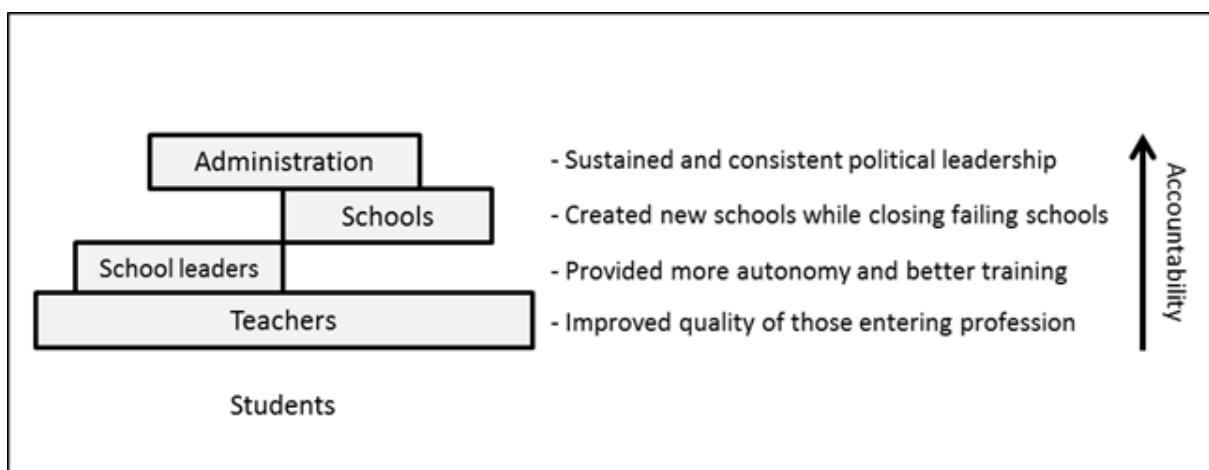 Administration
- Sustained and consistent political leadership
Schools
- Created new schools while closing failing schools
School leaders
- Provided more autonomy and better training
Teachers
- Improved quality of those entering profession
Students
Accountability